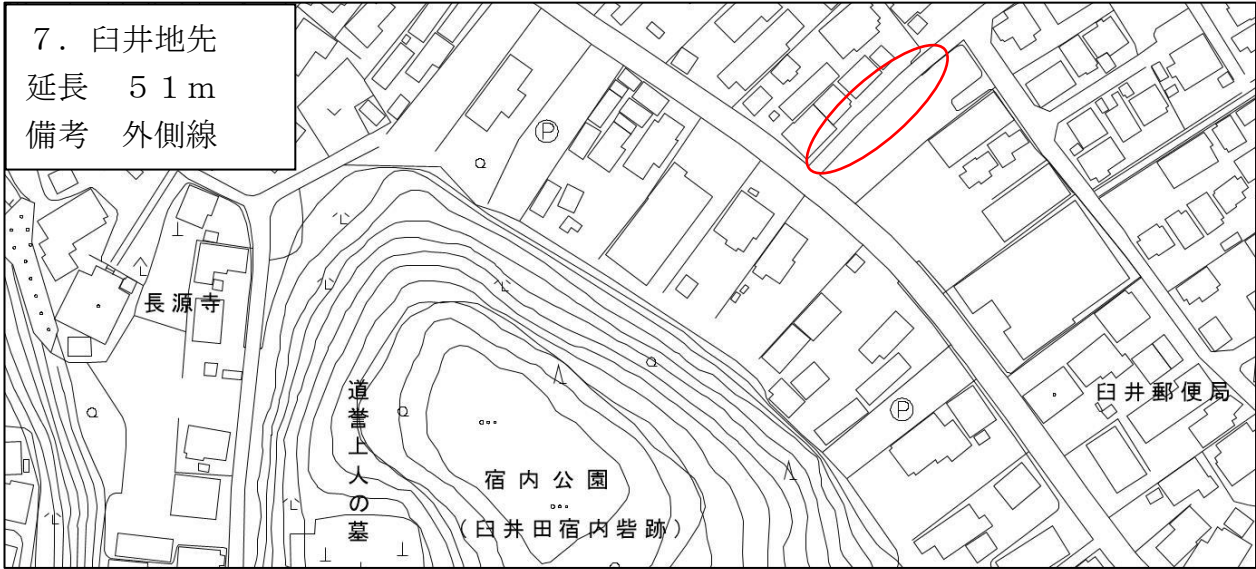 7．臼井地先
延長　５１ｍ
備考　外側線
Ⓟ
長源寺
道誉上人の墓
宿内公園
（臼井田宿内砦跡）
Ⓟ
臼井郵便局